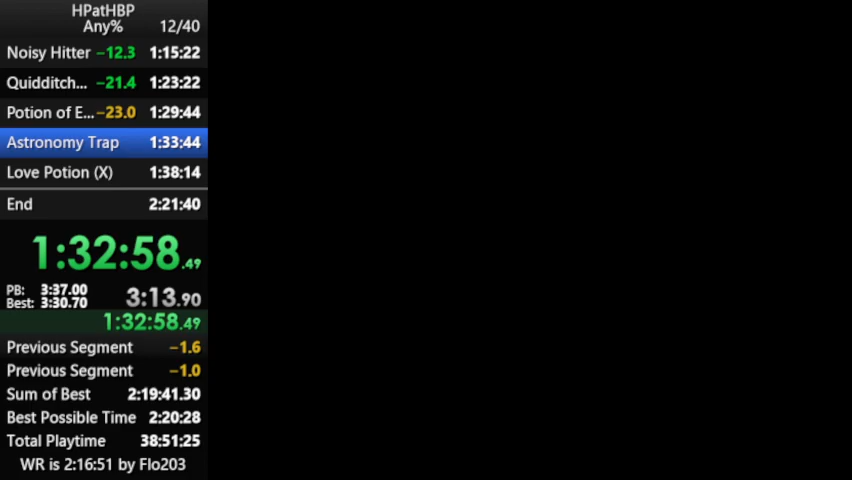 HPatHBP
Any% 12/40
Noisy Hitter −12.3 1:15:22
Quidditch... −21.4 1:23:22
Potion of E... −23.0 1:29:44
Astronomy Trap 1:33:44
Love Potion (X) 1:38:14
End 2:21:40
1:32:58.49
PB: 3:37.00 3:13.90
Best: 3:30.70
1:32:58.49
Previous Segment −1.6
Previous Segment −1.0
Sum of Best 2:19:41.30
Best Possible Time 2:20:28
Total Playtime 38:51:25
WR is 2:16:51 by Flo203